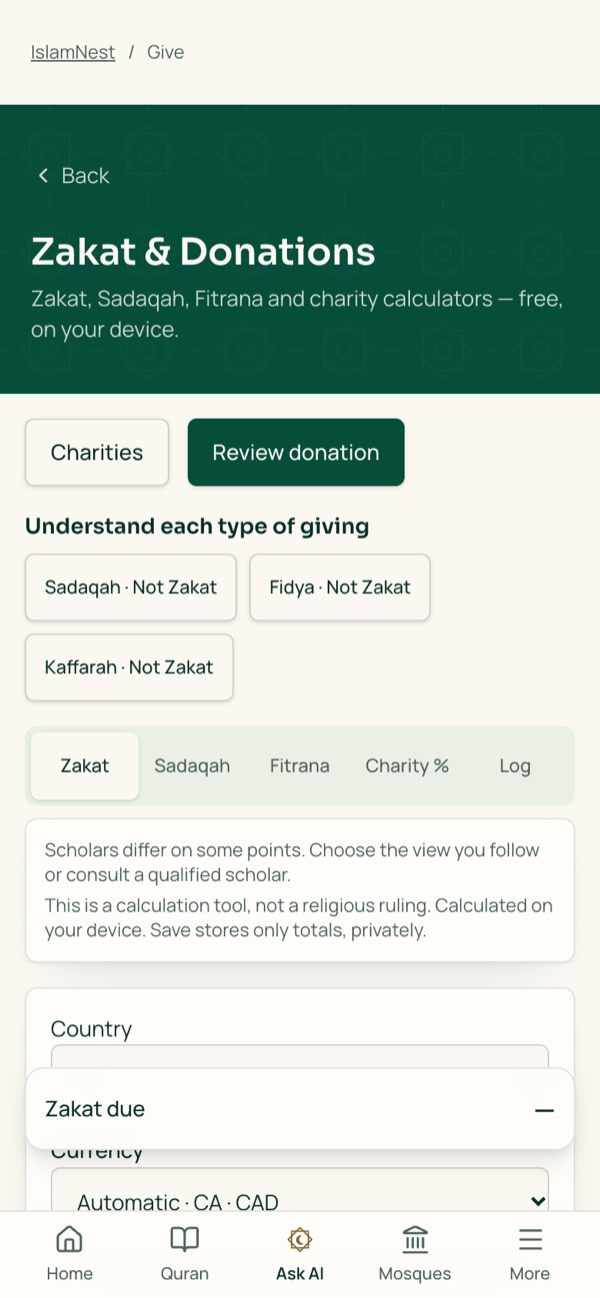 IslamNest / Give
Back
Zakat & Donations
Zakat, Sadaqah, Fitrana and charity calculators — free,
on your device.
Charities
Review donation
Understand each type of giving
Sadaqah · Not Zakat
Fidya · Not Zakat
Kaffarah · Not Zakat
Zakat
Sadaqah
Fitrana
Charity %
Log
Scholars differ on some points. Choose the view you follow
or consult a qualified scholar.
This is a calculation tool, not a religious ruling. Calculated on
your device. Save stores only totals, privately.
Country
Zakat due —
Currency
Automatic · CA · CAD
Home
Quran
Ask AI
Mosques
More